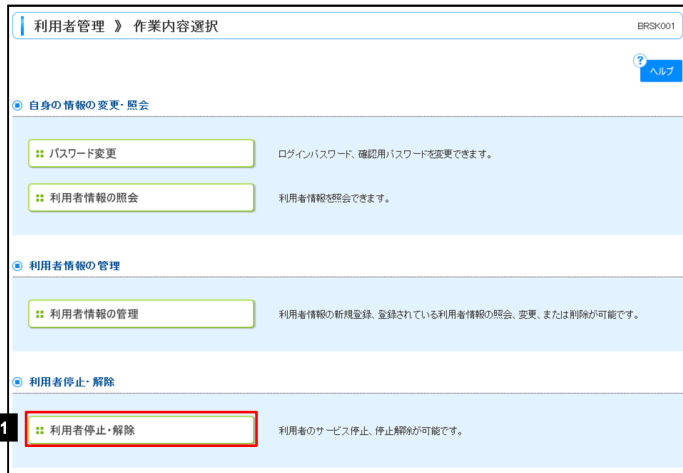 利用者管理 》 作業内容選択
BRSK001
?
ヘルプ
自身の情報の変更・照会
パスワード変更
ログインパスワード、確認用パスワードを変更できます。
利用者情報の照会
利用者情報を照会できます。
利用者情報の管理
利用者情報の管理
利用者情報の新規登録、登録されている利用者情報の照会、変更、または削除が可能です。
利用者停止・解除
1
利用者停止・解除
利用者のサービス停止、停止解除が可能です。